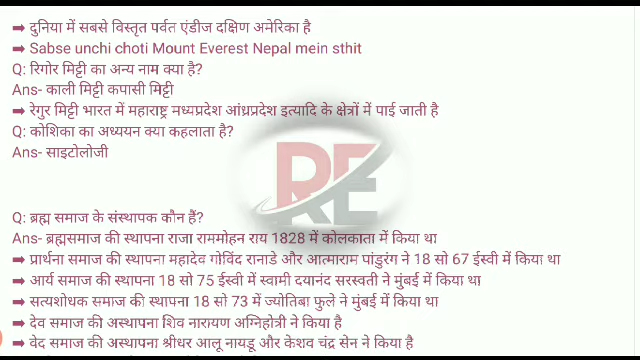 ➡ दुनिया में सबसे विस्तृत पर्वत एंडीज दक्षिण अमेरिका है
➡ Sabse unchi choti Mount Everest Nepal mein sthit
Q: रिगोर मिट्टी का अन्य नाम क्या है?
Ans- काली मिट्टी कपासी मिट्टी
➡ रेगुर मिट्टी भारत में महाराष्ट्र मध्यप्रदेश आंध्रप्रदेश इत्यादि के क्षेत्रों में पाई जाती है
Q: कोशिका का अध्ययन क्या कहलाता है?
Ans- साइटोलोजी
RE
Q: ब्रह्म समाज के संस्थापक कौन हैं?
Ans- ब्रह्मसमाज की स्थापना राजा राममोहन राय 1828 में कोलकाता में किया था
➡ प्रार्थना समाज की स्थापना महादेव गोविंद रानाडे और आत्माराम पांडुरंग ने 18 सो 67 ईस्वी में किया था
➡ आर्य समाज की स्थापना 18 सो 75 ईस्वी में स्वामी दयानंद सरस्वती ने मुंबई में किया था
➡ सत्यशोधक समाज की स्थापना 18 सो 73 में ज्योतिबा फुले ने मुंबई में किया था
➡ देव समाज की अस्थापना शिव नारायण अग्निहोत्री ने किया है
➡ वेद समाज की अस्थापना श्रीधर आलू नायडू और केशव चंद्र सेन ने किया है